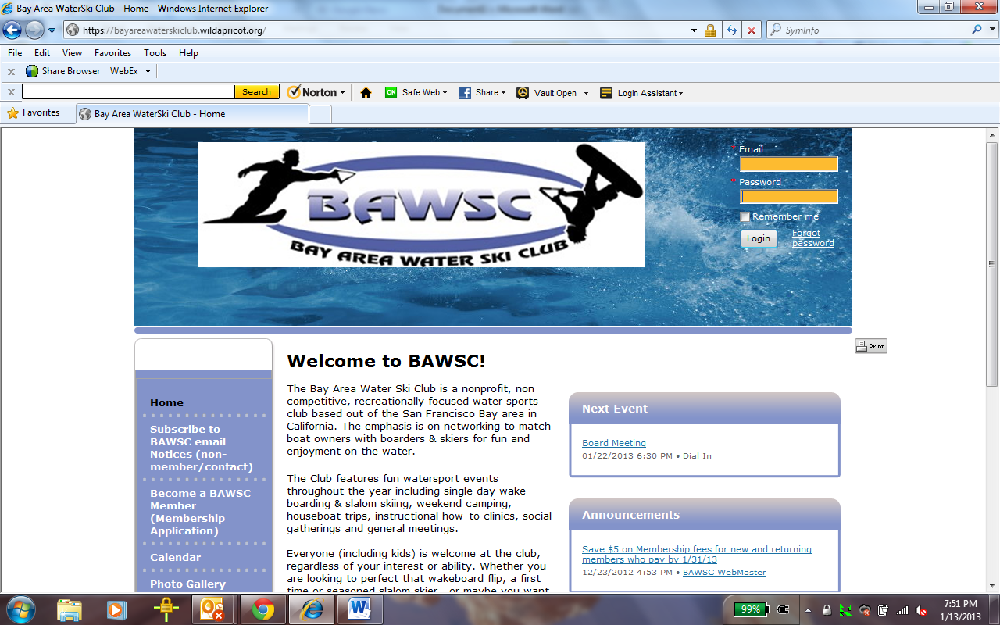 Bay Area WaterSki Club - Home - Windows Internet Explorer
https://bayareawaterskiclub.wildapricot.org/
SymInfo
File Edit View Favorites Tools Help
x Share Browser WebEx
x Search Norton OK Safe Web Share Vault Open Login Assistant
Favorites Bay Area WaterSki Club - Home
BAWSC
BAY AREA WATER SKI CLUB
* Email
* Password
Remember me
Login Forgot
password
Print
Home
Subscribe to
BAWSC email
Notices (non-
member/contact)
Become a BAWSC
Member
(Membership
Application)
Calendar
Photo Gallery
Welcome to BAWSC!
The Bay Area Water Ski Club is a nonprofit, non
competitive, recreationally focused water sports
club based out of the San Francisco Bay area in
California. The emphasis is on networking to match
boat owners with boarders & skiers for fun and
enjoyment on the water.
The Club features fun watersport events
throughout the year including single day wake
boarding & slalom skiing, weekend camping,
houseboat trips, instructional how-to clinics, social
gatherings and general meetings.
Everyone (including kids) is welcome at the club,
regardless of your interest or ability. Whether you
are looking to perfect that wakeboard flip, a first
time or seasoned slalom skier, or maybe you want
Next Event
Board Meeting
01/22/2013 6:30 PM • Dial In
Announcements
Save $5 on Membership fees for new and returning
members who pay by 1/31/13
12/23/2012 4:53 PM • BAWSC WebMaster
99%
7:51 PM
1/13/2013